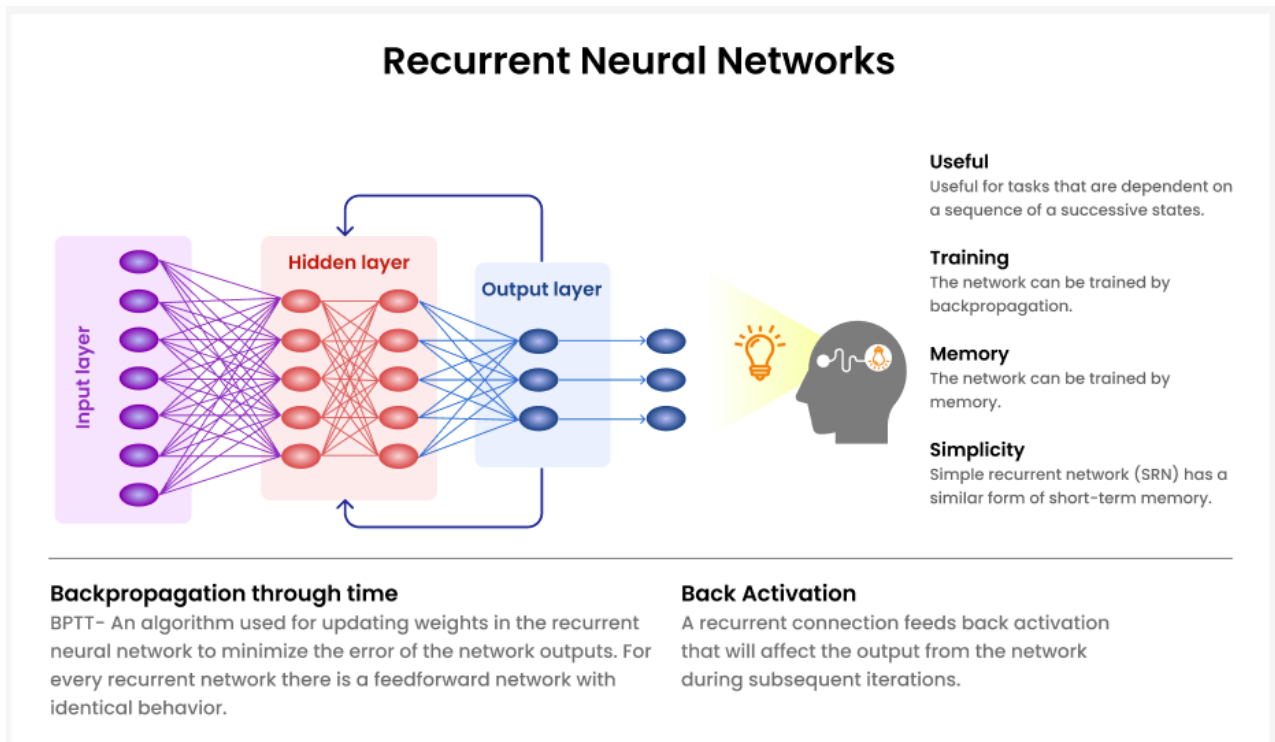 Recurrent Neural Networks
Input layer
Hidden layer
Output layer
Useful
Useful for tasks that are dependent on
a sequence of a successive states.
Training
The network can be trained by
backpropagation.
Memory
The network can be trained by
memory.
Simplicity
Simple recurrent network (SRN) has a
similar form of short-term memory.
Backpropagation through time
BPTT- An algorithm used for updating weights in the recurrent
neural network to minimize the error of the network outputs. For
every recurrent network there is a feedforward network with
identical behavior.
Back Activation
A recurrent connection feeds back activation
that will affect the output from the network
during subsequent iterations.